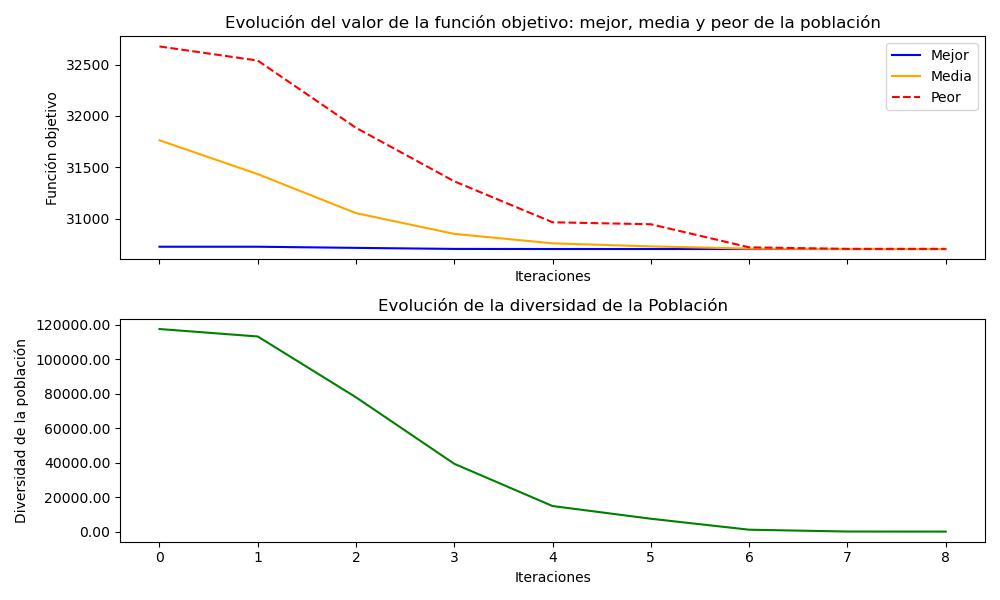 Evolución del valor de la función objetivo: mejor, media y peor de la población
Función objetivo
32500
32000
31500
31000
Mejor
Media
Peor
Iteraciones
Evolución de la diversidad de la Población
Diversidad de la población
120000.00
100000.00
80000.00
60000.00
40000.00
20000.00
0.00
0 1 2 3 4 5 6 7 8
Iteraciones